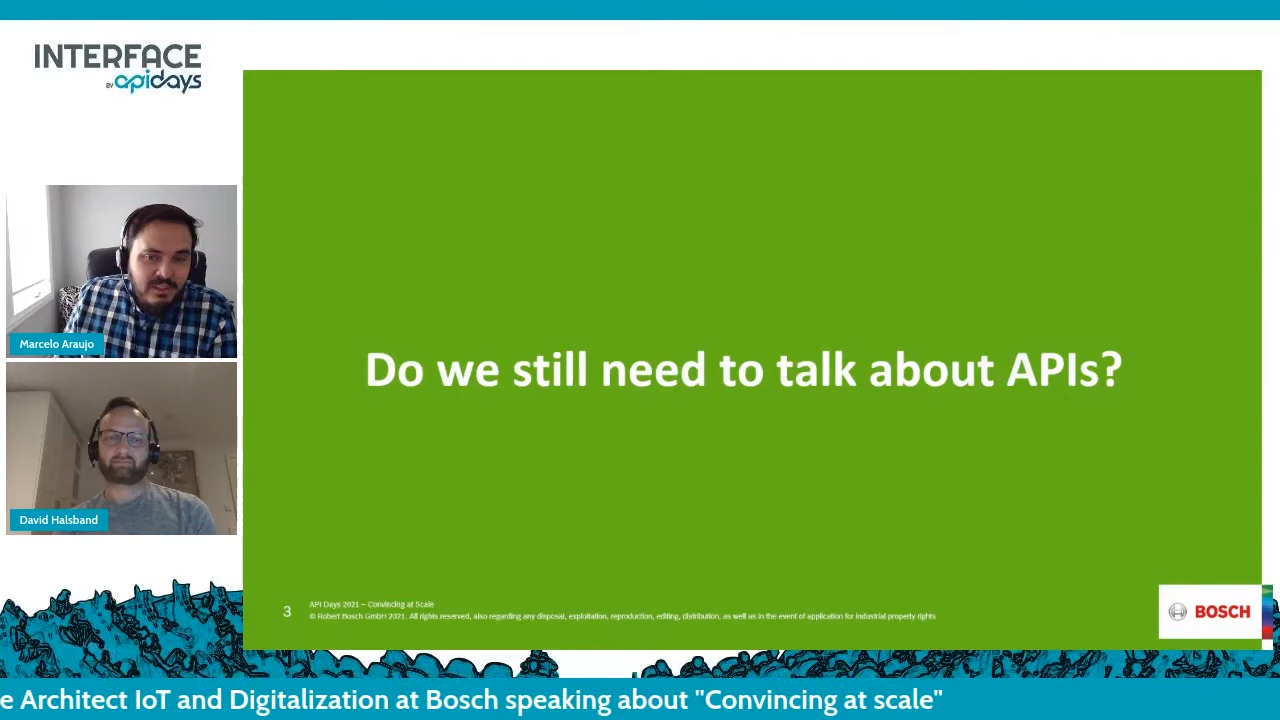 INTERFACE
BY apidays
Marcelo Araujo
David Halsband
Do we still need to talk about APIs?
3
API Days 2021 – Convincing at Scale
© Robert Bosch GmbH 2021. All rights reserved, also regarding any disposal, exploitation, reproduction, editing, distribution, as well as in the event of application for industrial property rights
BOSCH
e Architect IoT and Digitalization at Bosch speaking about "Convincing at scale"